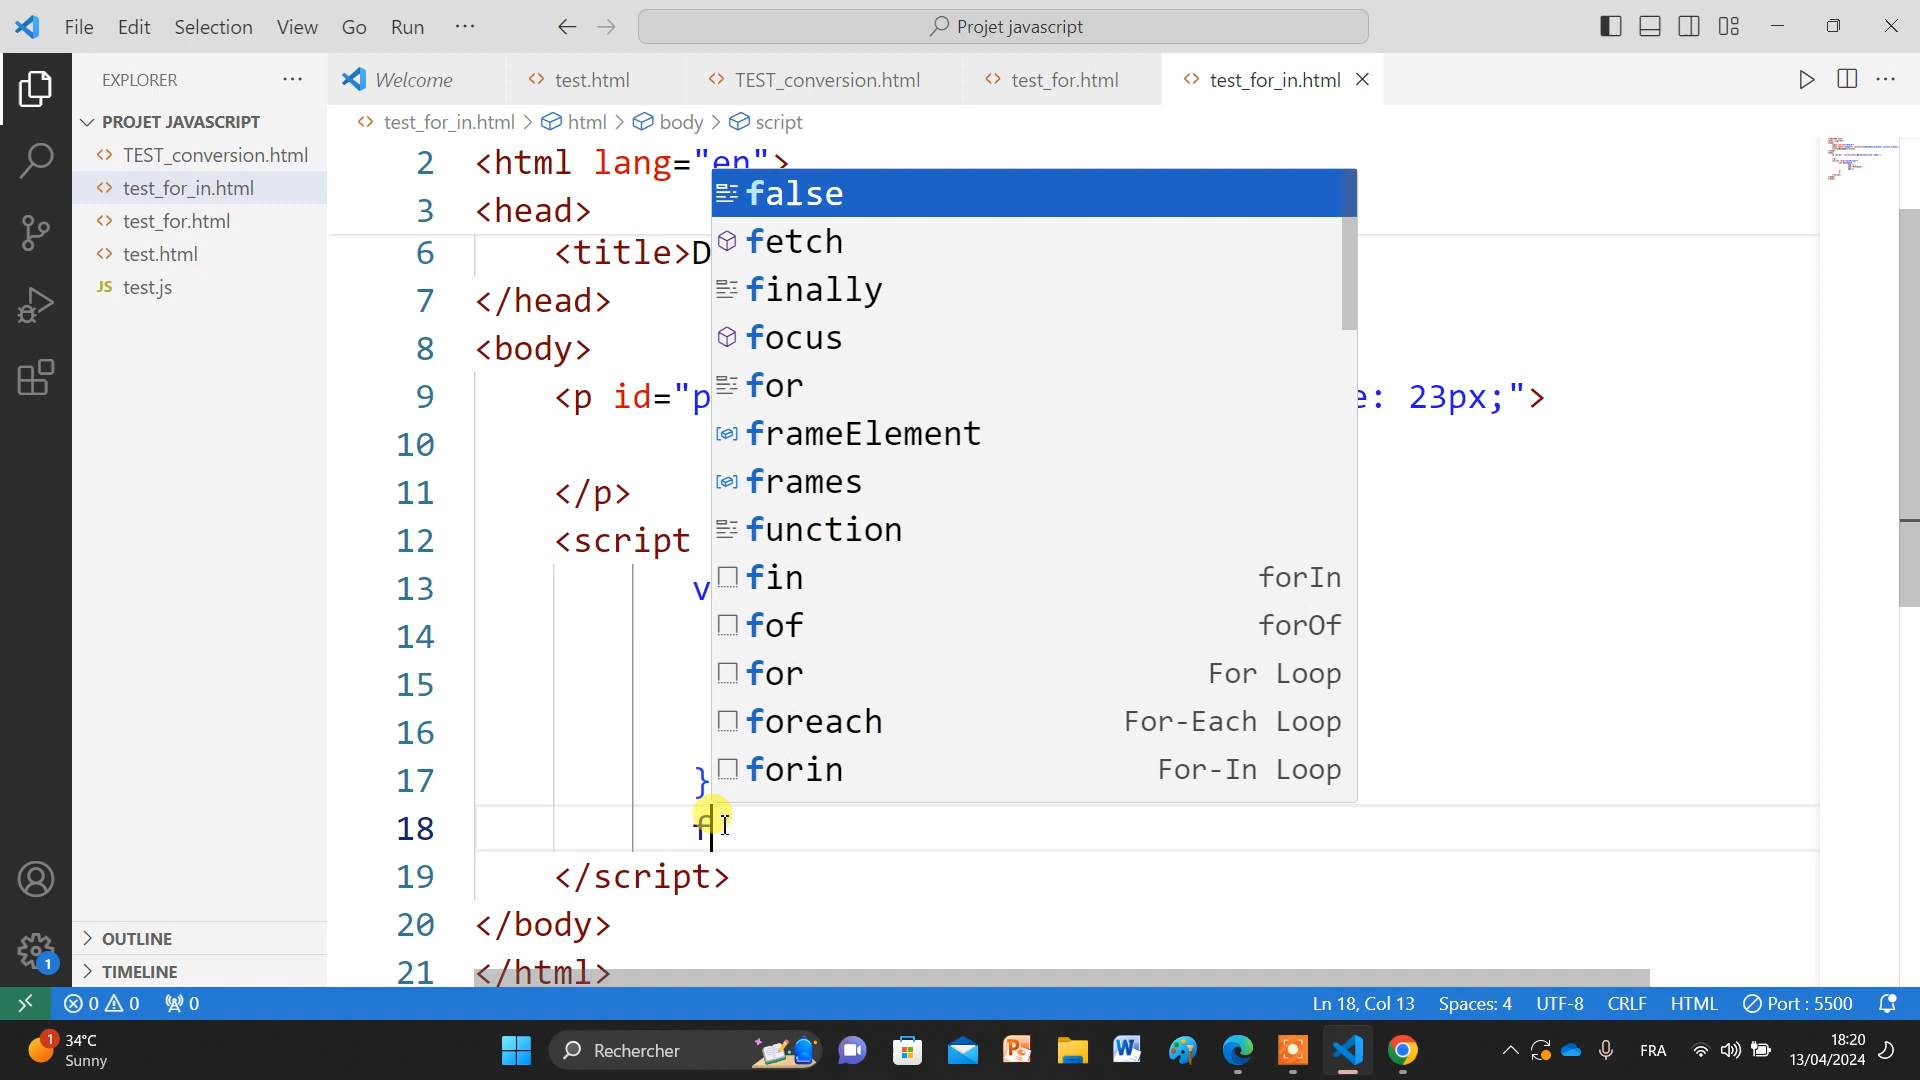 File Edit Selection View Go Run ···
Projet javascript
EXPLORER ···
Welcome
test.html
TEST_conversion.html
test_for.html
test_for_in.html
PROJET JAVASCRIPT
TEST_conversion.html
test_for_in.html
test_for.html
test.html
JS test.js
OUTLINE
TIMELINE
test_for_in.html > html > body > script
2 <html lang="en">
3 <head>
6 <title>D
7 </head>
8 <body>
9 <p id="p e: 23px;">
10
11 </p>
12 <script
13 v
14
15
16
17 }
18 f
19 </script>
20 </body>
21 </html>
false
fetch
finally
focus
for
frameElement
frames
function
fin forIn
fof forOf
for For Loop
foreach For-Each Loop
forin For-In Loop
1
0 0 0
Ln 18, Col 13 Spaces: 4 UTF-8 CRLF HTML Port : 5500
1
34°C
Sunny
Rechercher
FRA
18:20
13/04/2024